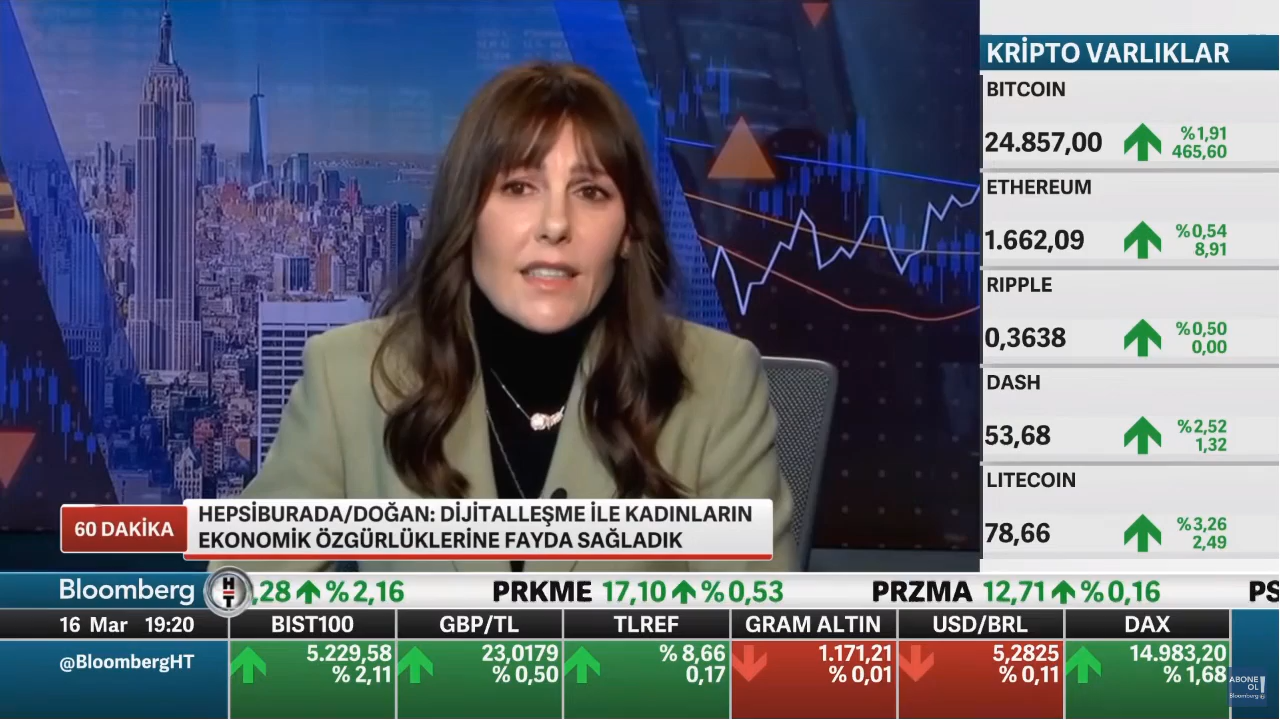 KRİPTO VARLIKLAR
BITCOIN
24.857,00 %1,91
465,60
ETHEREUM
1.662,09 %0,54
8,91
RIPPLE
0,3638 %0,50
0,00
DASH
53,68 %2,52
1,32
LITECOIN
78,66 %3,26
2,49
60 DAKİKA
HEPSİBURADA/DOĞAN: DİJİTALLEŞME İLE KADINLARIN
EKONOMİK ÖZGÜRLÜKLERİNE FAYDA SAĞLADIK
Bloomberg HT ,28 %2,16 PRKME 17,10 %0,53 PRZMA 12,71 %0,16 PS
16 Mar 19:20 BIST100 GBP/TL TLREF GRAM ALTIN USD/BRL DAX
@BloombergHT 5.229,58 23,0179 %8,66 1.171,21 5,2825 14.983,20
%2,11 %0,50 0,17 %0,01 %0,11 %1,68
ABONE
OL!
Bloomberg